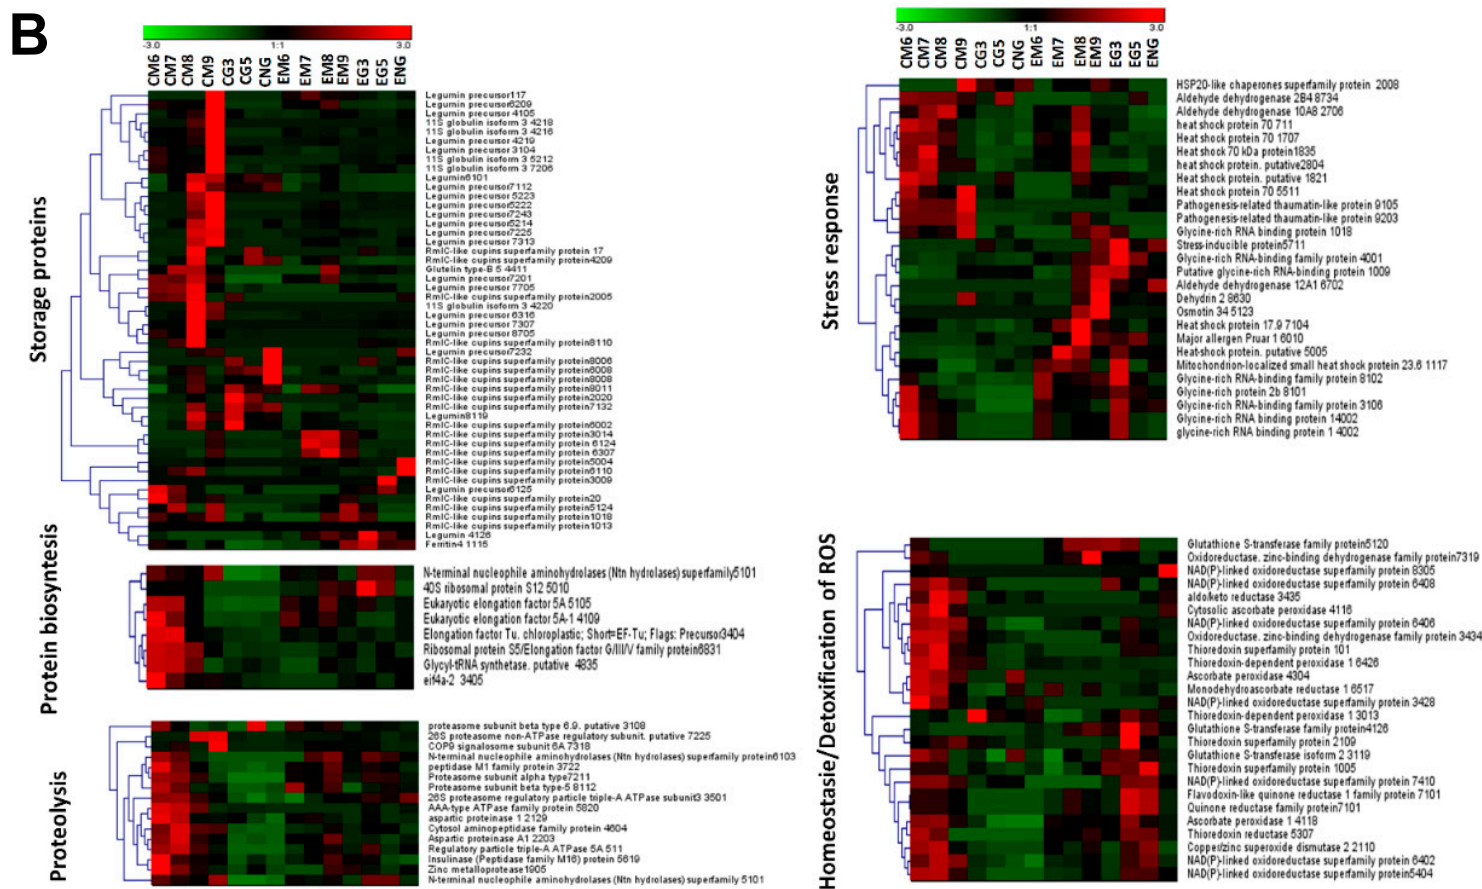 B
-3.0 1:1 3.0
CM6 CM7 CM8 CM9 CG3 CG5 CNG EM6 EM7 EM8 EM9 EG3 EG5 ENG
Storage proteins
Legumin precursor117
Legumin precursor6209
Legumin precursor 4105
11S globulin isoform 3 4218
11S globulin isoform 3 4216
Legumin precursor 4219
Legumin precursor 3104
11S globulin isoform 3 5212
11S globulin isoform 3 7206
Legumin6101
Legumin precursor7112
Legumin precursor 5223
Legumin precursor5222
Legumin precursor7243
Legumin precursor5214
Legumin precursor7225
Legumin precursor 7313
RmlC-like cupins superfamily protein 17
RmlC-like cupins superfamily protein4209
Glutelin type-B 5 4411
Legumin precursor7201
Legumin precursor 7705
RmlC-like cupins superfamily protein2005
11S globulin isoform 3 4220
Legumin precursor 6316
Legumin precursor 7307
Legumin precursor 8705
RmlC-like cupins superfamily protein8110
Legumin precursor7232
RmlC-like cupins superfamily protein8006
RmlC-like cupins superfamily protein6008
RmlC-like cupins superfamily protein8008
RmlC-like cupins superfamily protein8011
RmlC-like cupins superfamily protein2020
RmlC-like cupins superfamily protein7132
Legumin8119
RmlC-like cupins superfamily protein6002
RmlC-like cupins superfamily protein3014
RmlC-like cupins superfamily protein 6124
RmlC-like cupins superfamily protein 6307
RmlC-like cupins superfamily protein5004
RmlC-like cupins superfamily protein6110
RmlC-like cupins superfamily protein3009
Legumin precursor6125
RmlC-like cupins superfamily protein20
RmlC-like cupins superfamily protein5124
RmlC-like cupins superfamily protein1018
RmlC-like cupins superfamily protein1013
Legumin 4126
Ferritin4 1115
Protein biosyntesis
N-terminal nucleophile aminohydrolases (Ntn hydrolases) superfamily5101
40S ribosomal protein S12 5010
Eukaryotic elongation factor 5A 5105
Eukaryotic elongation factor 5A-1 4109
Elongation factor Tu. chloroplastic; Short=EF-Tu; Flags: Precursor3404
Ribosomal protein S5/Elongation factor G/III/V family protein6831
Glycyl-tRNA synthetase. putative 4835
eif4a-2 3405
Proteolysis
proteasome subunit beta type 6.9. putative 3108
26S proteasome non-ATPase regulatory subunit. putative 7225
COP9 signalosome subunit 6A 7318
N-terminal nucleophile aminohydrolases (Ntn hydrolases) superfamily protein6103
peptidase M1 family protein 3722
Proteasome subunit alpha type7211
Proteasome subunit beta type-5 8112
26S proteasome regulatory particle triple-A ATPase subunit3 3501
AAA-type ATPase family protein 5820
aspartic proteinase 1 2129
Cytosol aminopeptidase family protein 4604
Aspartic proteinase A1 2203
Regulatory particle triple-A ATPase 5A 511
Insulinase (Peptidase family M16) protein 5619
Zinc metalloprotease1905
N-terminal nucleophile aminohydrolases (Ntn hydrolases) superfamily 5101
-3.0 1:1 3.0
CM6 CM7 CM8 CM9 CG3 CG5 CNG EM6 EM7 EM8 EM9 EG3 EG5 ENG
Stress response
HSP20-like chaperones superfamily protein 2008
Aldehyde dehydrogenase 2B4 8734
Aldehyde dehydrogenase 10A8 2706
heat shock protein 70 711
Heat shock protein 70 1707
Heat shock 70 kDa protein1835
heat shock protein. putative2804
Heat shock protein. putative 1821
Heat shock protein 70 5511
Pathogenesis-related thaumatin-like protein 9105
Pathogenesis-related thaumatin-like protein 9203
Glycine-rich RNA binding protein 1018
Stress-inducible protein5711
Glycine-rich RNA-binding family protein 4001
Putative glycine-rich RNA-binding protein 1009
Aldehyde dehydrogenase 12A1 6702
Dehydrin 2 8630
Osmotin 34 5123
Heat shock protein 17.9 7104
Major allergen Pruar 1 6010
Heat-shock protein. putative 5005
Mitochondrion-localized small heat shock protein 23.6 1117
Glycine-rich RNA-binding family protein 8102
Glycine-rich protein 2b 8101
Glycine-rich RNA-binding family protein 3106
Glycine-rich RNA binding protein 14002
glycine-rich RNA binding protein 1 4002
Homeostasie/Detoxification of ROS
Glutathione S-transferase family protein5120
Oxidoreductase. zinc-binding dehydrogenase family protein7319
NAD(P)-linked oxidoreductase superfamily protein 8305
NAD(P)-linked oxidoreductase superfamily protein 6408
aldo/keto reductase 3435
Cytosolic ascorbate peroxidase 4116
NAD(P)-linked oxidoreductase superfamily protein 6406
Oxidoreductase. zinc-binding dehydrogenase family protein 3434
Thioredoxin superfamily protein 101
Thioredoxin-dependent peroxidase 1 6426
Ascorbate peroxidase 4304
Monodehydroascorbate reductase 1 6517
NAD(P)-linked oxidoreductase superfamily protein 3428
Thioredoxin-dependent peroxidase 1 3013
Glutathione S-transferase family protein4126
Thioredoxin superfamily protein 2109
Glutathione S-transferase isoform 2 3119
Thioredoxin superfamily protein 1005
NAD(P)-linked oxidoreductase superfamily protein 7410
Flavodoxin-like quinone reductase 1 family protein 7101
Quinone reductase family protein7101
Ascorbate peroxidase 1 4118
Thioredoxin reductase 5307
Copper/zinc superoxide dismutase 2 2110
NAD(P)-linked oxidoreductase superfamily protein 6402
NAD(P)-linked oxidoreductase superfamily protein5404